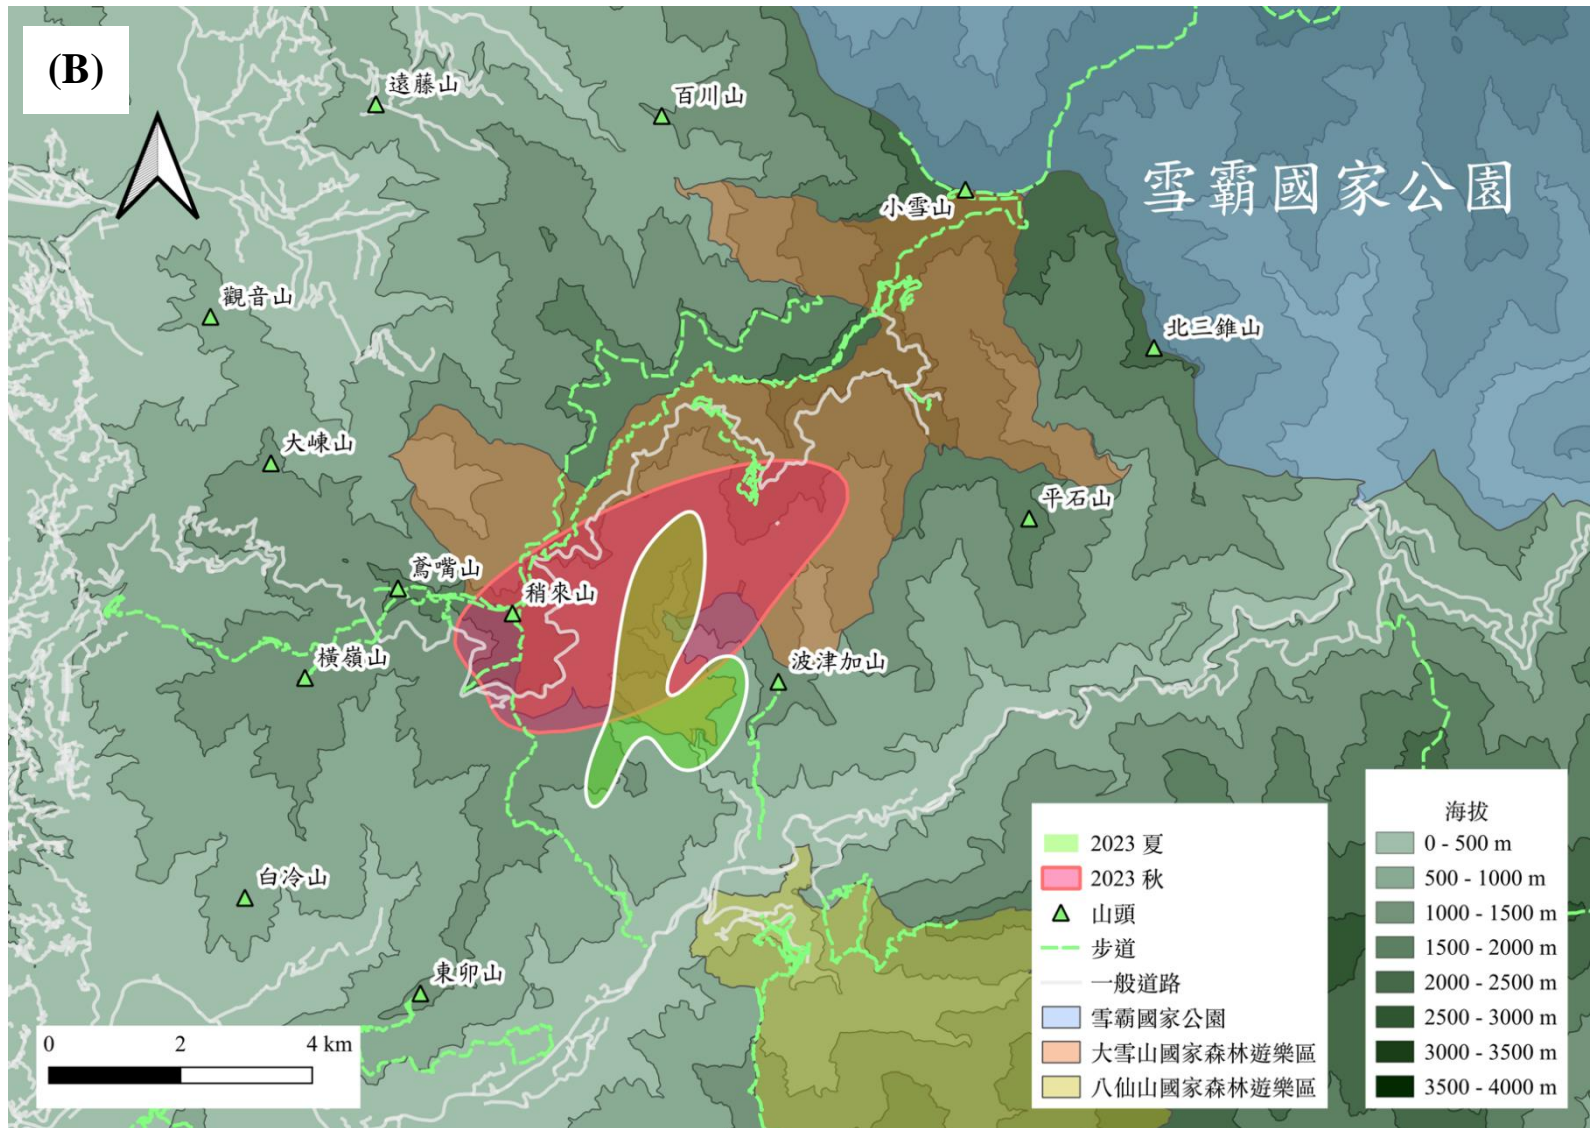 (B)
遠藤山
百川山
小雪山
雪霸國家公園
觀音山
北三錐山
大崠山
平石山
鳶嘴山
稍來山
橫嶺山
波津加山
白冷山
東卯山
0 2 4 km
2023 夏
2023 秋
山頭
步道
一般道路
雪霸國家公園
大雪山國家森林遊樂區
八仙山國家森林遊樂區
海拔
0 - 500 m
500 - 1000 m
1000 - 1500 m
1500 - 2000 m
2000 - 2500 m
2500 - 3000 m
3000 - 3500 m
3500 - 4000 m